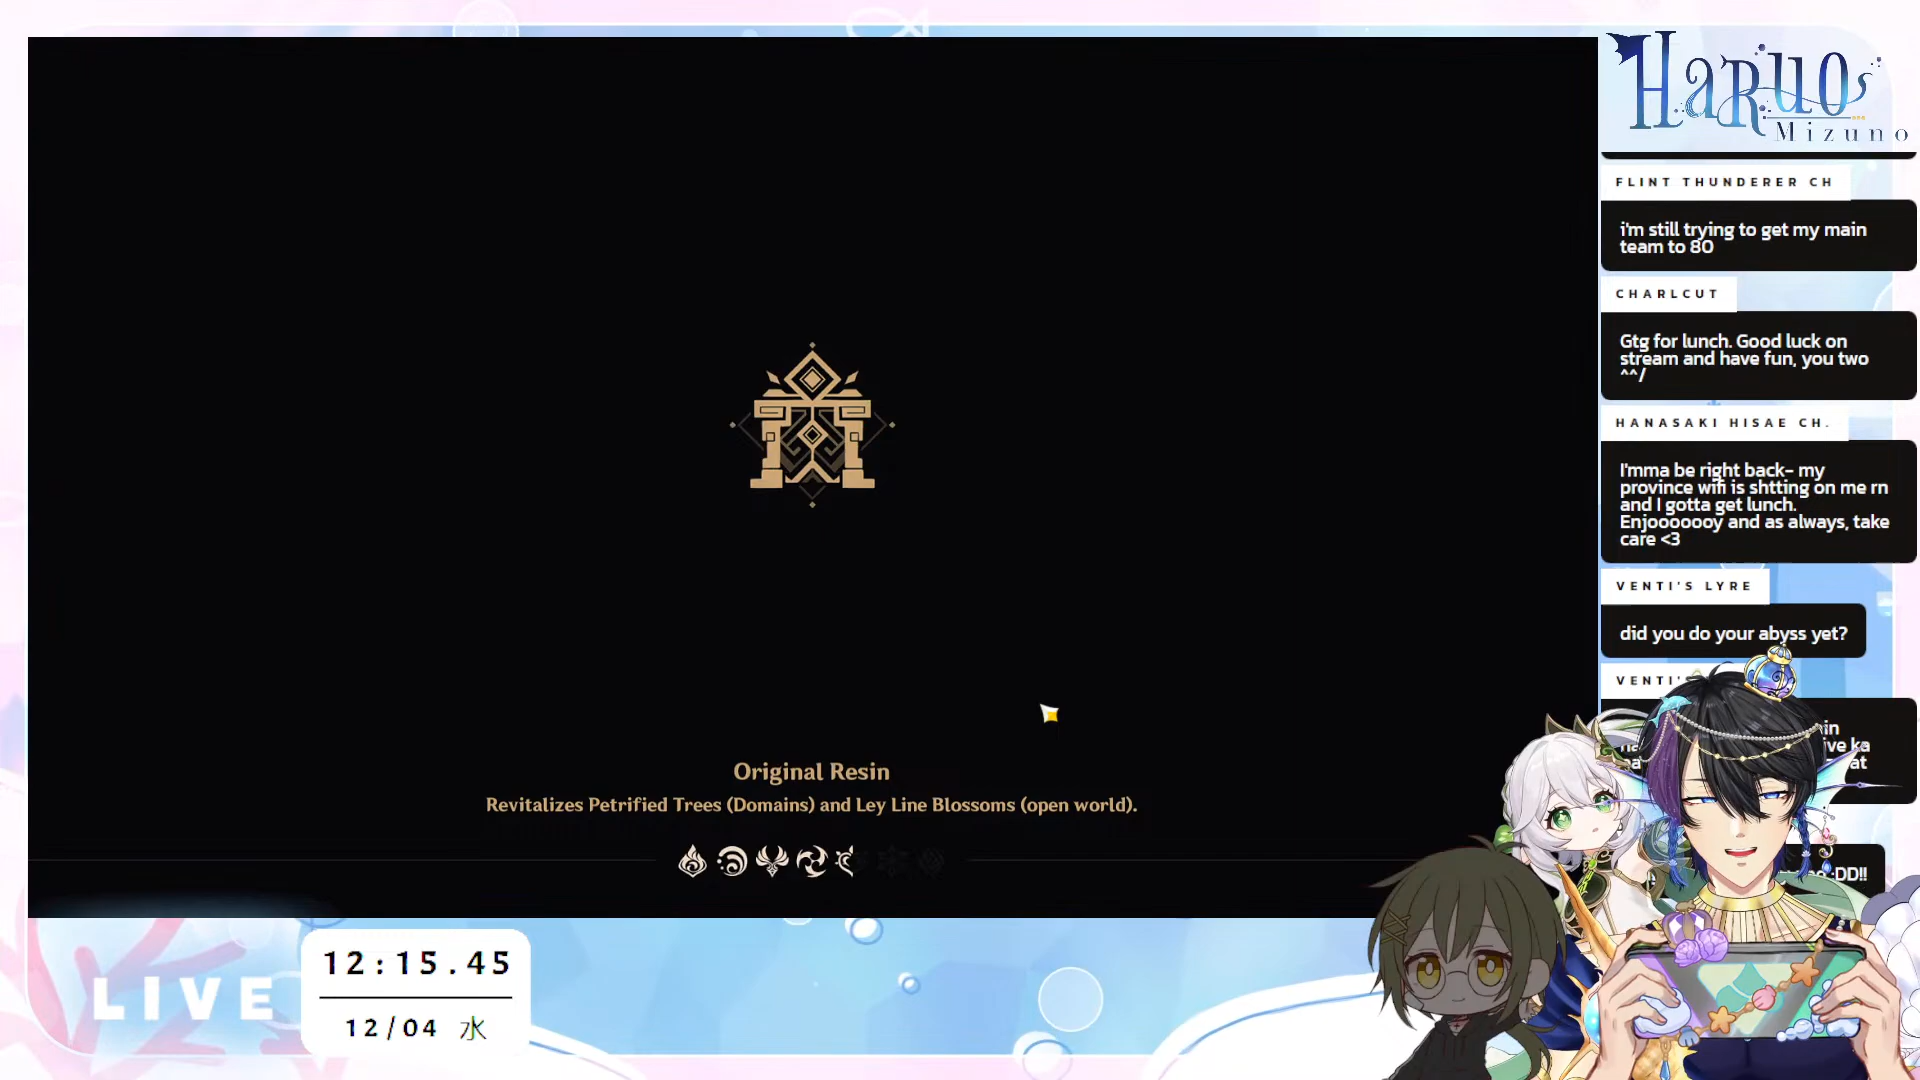 Haruo
Mizuno
FLINT THUNDERER CH
i'm still trying to get my main
team to 80
CHARLCUT
Gtg for lunch. Good luck on
stream and have fun, you two
^^/
HANASAKI HISAE CH.
I'mma be right back- my
province wifi is shtting on me rn
and I gotta get lunch.
Enjooooooy and as always, take
care <3
VENTI'S LYRE
did you do your abyss yet?
:DD!!
Original Resin
Revitalizes Petrified Trees (Domains) and Ley Line Blossoms (open world).
LIVE
12:15.45
12/04 水